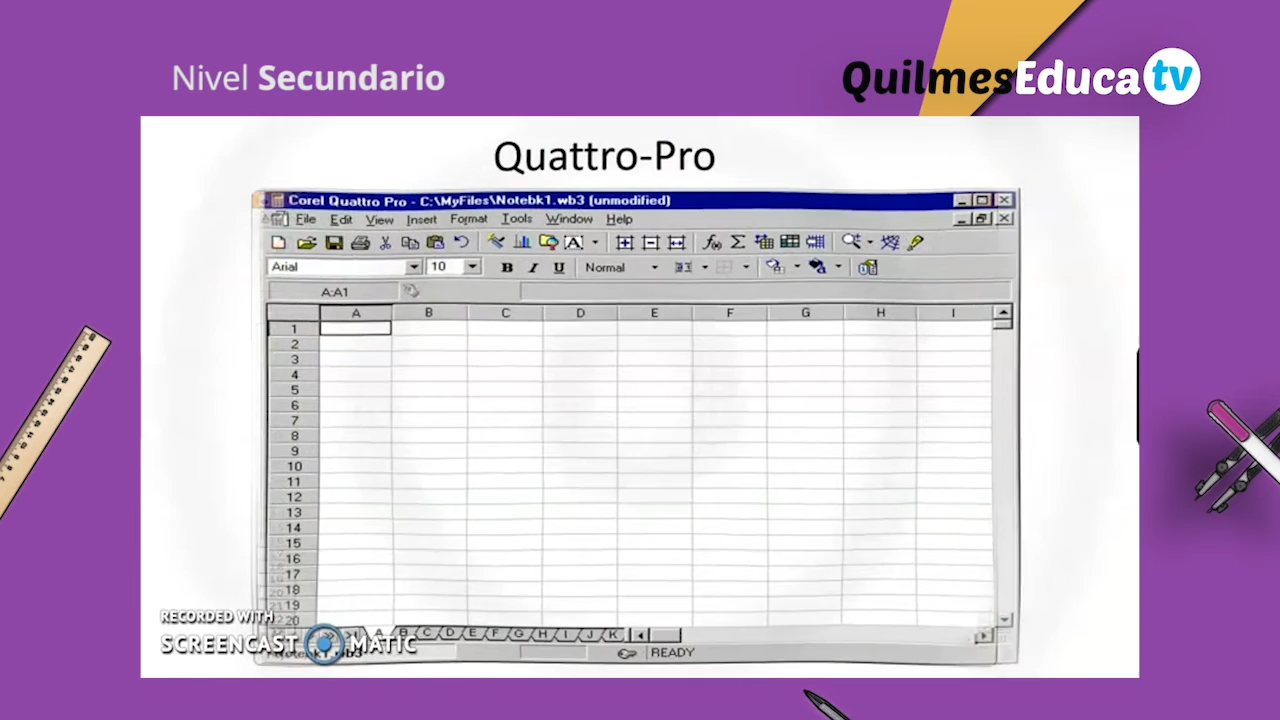 Nivel Secundario
QuilmesEduca tv
Quattro-Pro
Corel Quattro Pro - C:\MyFiles\Notebk1.wb3 (unmodified)
File Edit View Insert Format Tools Window Help
Arial 10 B I U Normal
A:A1
A B C D E F G H I
1
2
3
4
5
6
7
8
9
10
11
12
13
14
15
16
17
18
19
20
RECORDED WITH
SCREENCAST MATIC
A B C D E F G H I J K
Notebk1.wb3 READY